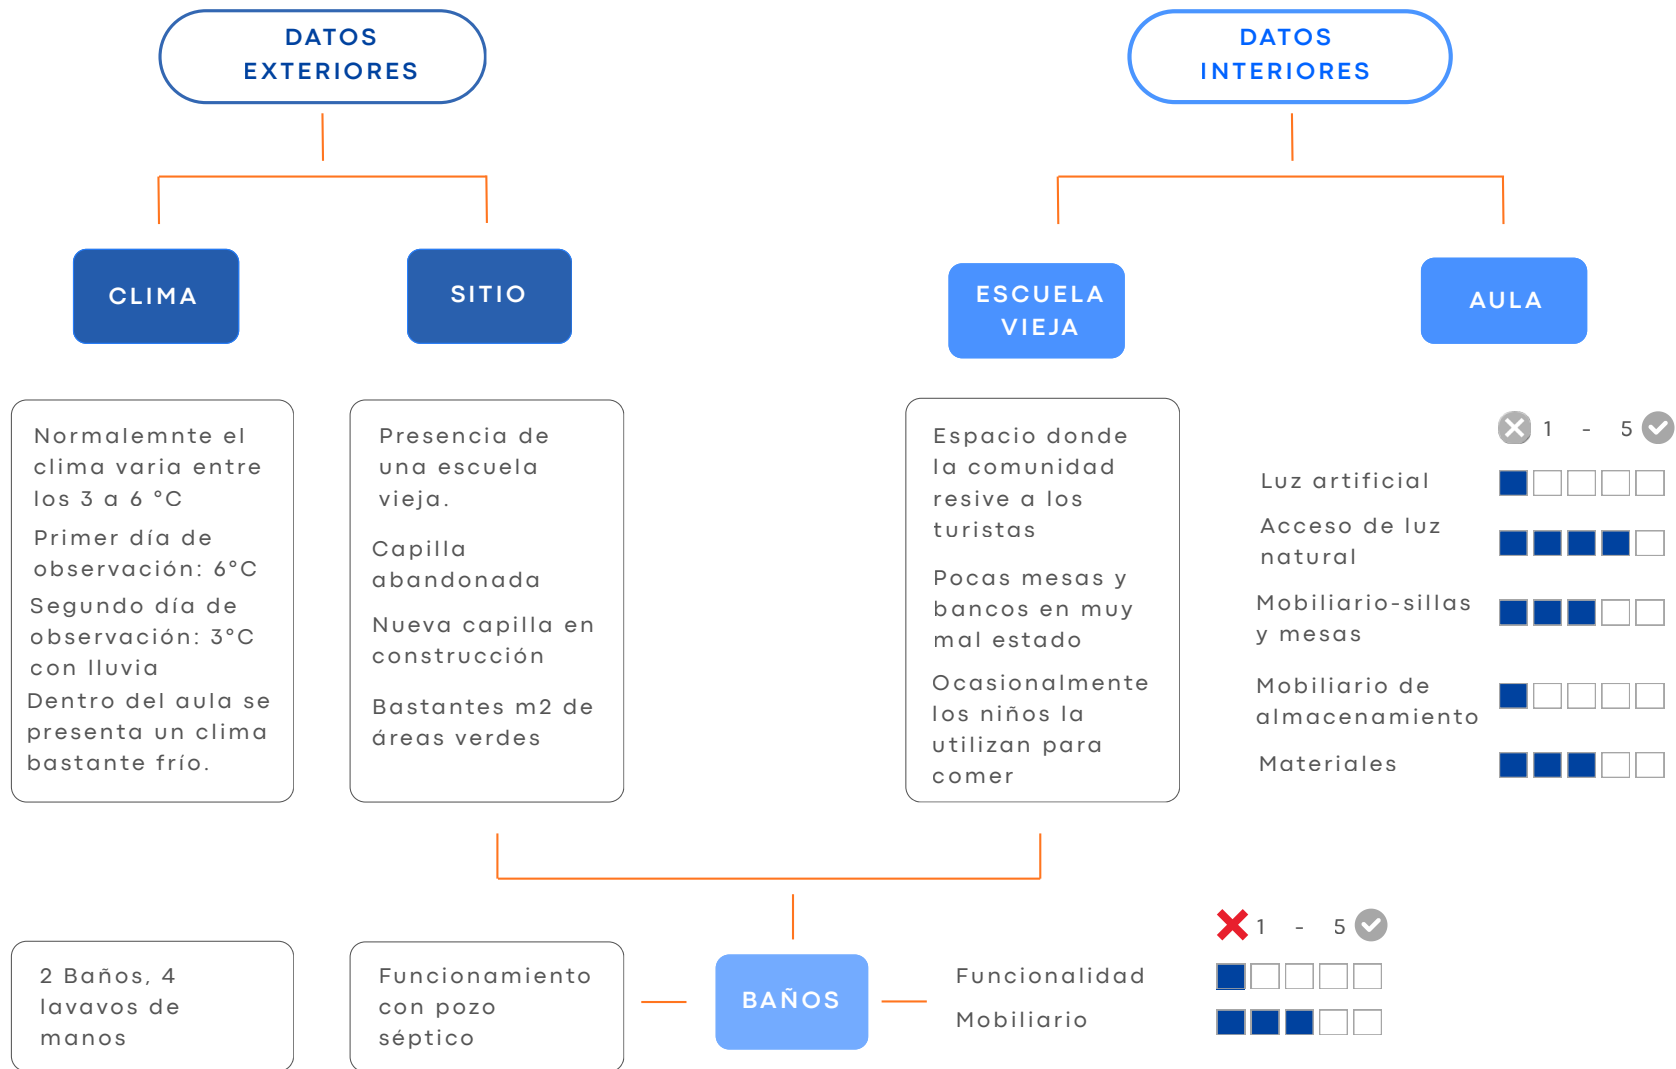 DATOS
EXTERIORES
DATOS
INTERIORES
CLIMA
SITIO
ESCUELA
VIEJA
AULA
Normalemnte el
clima varia entre
los 3 a 6 °C
Primer día de
observación: 6°C
Segundo día de
observación: 3°C
con lluvia
Dentro del aula se
presenta un clima
bastante frío.
Presencia de
una escuela
vieja.
Capilla
abandonada
Nueva capilla en
construcción
Bastantes m2 de
áreas verdes
Espacio donde
la comunidad
resive a los
turistas
Pocas mesas y
bancos en muy
mal estado
Ocasionalmente
los niños la
utilizan para
comer
1 - 5
Luz artificial
Acceso de luz
natural
Mobiliario-sillas
y mesas
Mobiliario de
almacenamiento
Materiales
2 Baños, 4
lavavos de
manos
Funcionamiento
con pozo
séptico
BAÑOS
1 - 5
Funcionalidad
Mobiliario